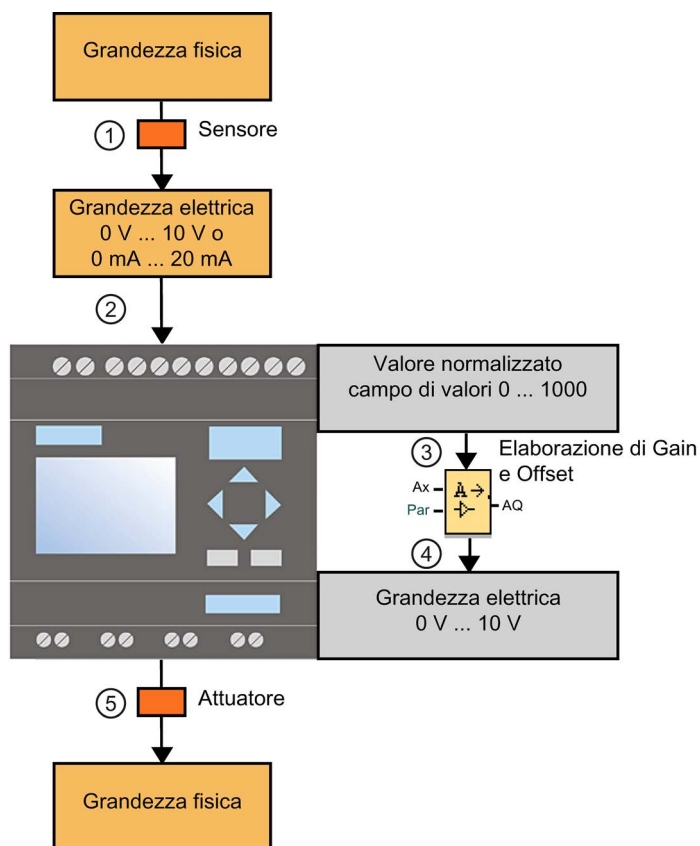 Grandezza fisica
1
Sensore
Grandezza elettrica
0 V ... 10 V o
0 mA ... 20 mA
2
Valore normalizzato
campo di valori 0 ... 1000
3
Elaborazione di Gain
e Offset
Ax
Par
A
AQ
4
Grandezza elettrica
0 V ... 10 V
5
Attuatore
Grandezza fisica